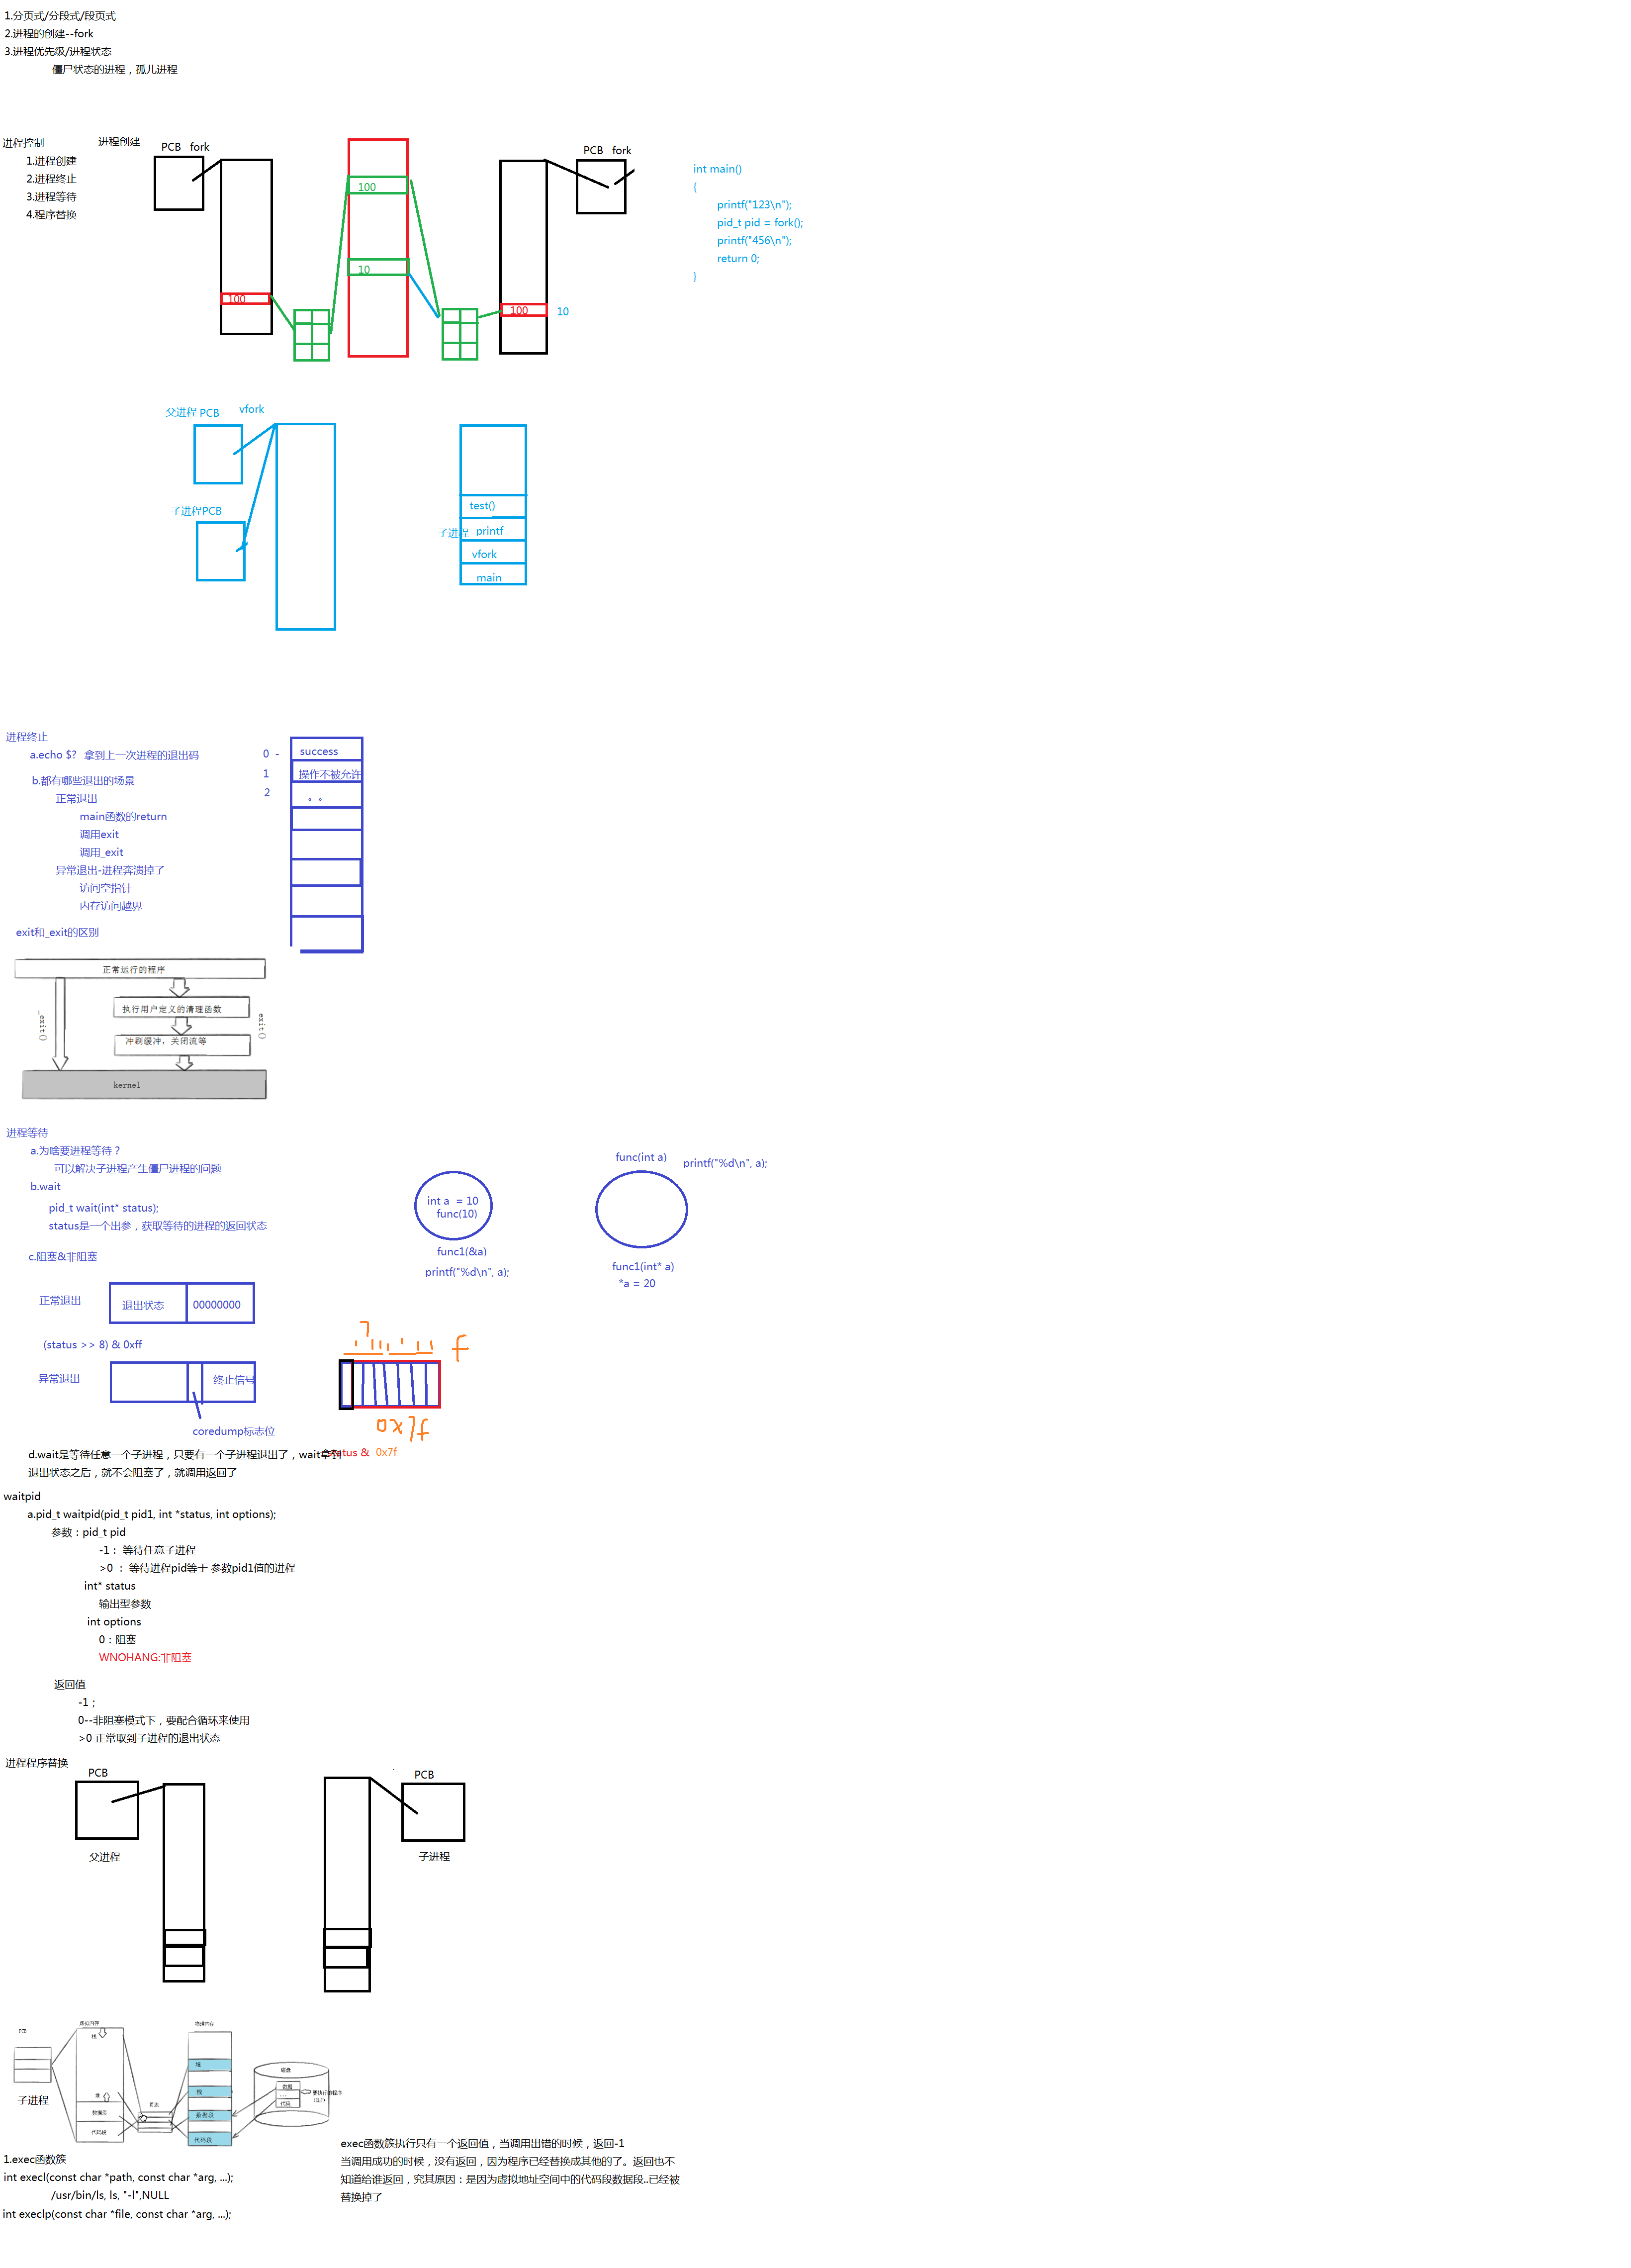 1.分页式/分段式/段页式
2.进程的创建--fork
3.进程优先级/进程状态
僵尸状态的进程，孤儿进程
进程控制
1.进程创建
2.进程终止
3.进程等待
4.程序替换
进程创建
PCB fork
100
100
10
PCB fork
100
10
int main()
{
printf("123\n");
pid_t pid = fork();
printf("456\n");
return 0;
}
父进程 PCB
vfork
子进程PCB
test()
子进程 printf
vfork
main
进程终止
a.echo $? 拿到上一次进程的退出码
b.都有哪些退出的场景
正常退出
main函数的return
调用exit
调用_exit
异常退出-进程奔溃掉了
访问空指针
内存访问越界
0 - success
1 操作不被允许
2 。。
exit和_exit的区别
正常运行的程序
执行用户定义的清理函数
冲刷缓冲，关闭流等
_exit()
exit()
kernel
进程等待
a.为啥要进程等待？
可以解决子进程产生僵尸进程的问题
b.wait
pid_t wait(int* status);
status是一个出参，获取等待的进程的返回状态
int a = 10
func(10)
func1(&a)
printf("%d\n", a);
func(int a)
printf("%d\n", a);
func1(int* a)
*a = 20
c.阻塞&非阻塞
正常退出
退出状态
00000000
(status >> 8) & 0xff
异常退出
终止信号
coredump标志位
7
f
0x7f
status & 0x7f
d.wait是等待任意一个子进程，只要有一个子进程退出了，wait拿到
退出状态之后，就不会阻塞了，就调用返回了
waitpid
a.pid_t waitpid(pid_t pid1, int *status, int options);
参数：pid_t pid
-1： 等待任意子进程
>0 ： 等待进程pid等于 参数pid1值的进程
int* status
输出型参数
int options
0：阻塞
WNOHANG:非阻塞
返回值
-1；
0--非阻塞模式下，要配合循环来使用
>0 正常取到子进程的退出状态
进程程序替换
PCB
父进程
PCB
子进程
PCB
子进程
虚拟内存
栈
堆
数据段
代码段
页表
物理内存
堆
栈
数据段
代码段
磁盘
数据
...
代码
要执行的程序
(ELF)
1.exec函数簇
int execl(const char *path, const char *arg, ...);
/usr/bin/ls, ls, "-l",NULL
int execlp(const char *file, const char *arg, ...);
exec函数簇执行只有一个返回值，当调用出错的时候，返回-1
当调用成功的时候，没有返回，因为程序已经替换成其他的了。返回也不
知道给谁返回，究其原因：是因为虚拟地址空间中的代码段数据段..已经被
替换掉了